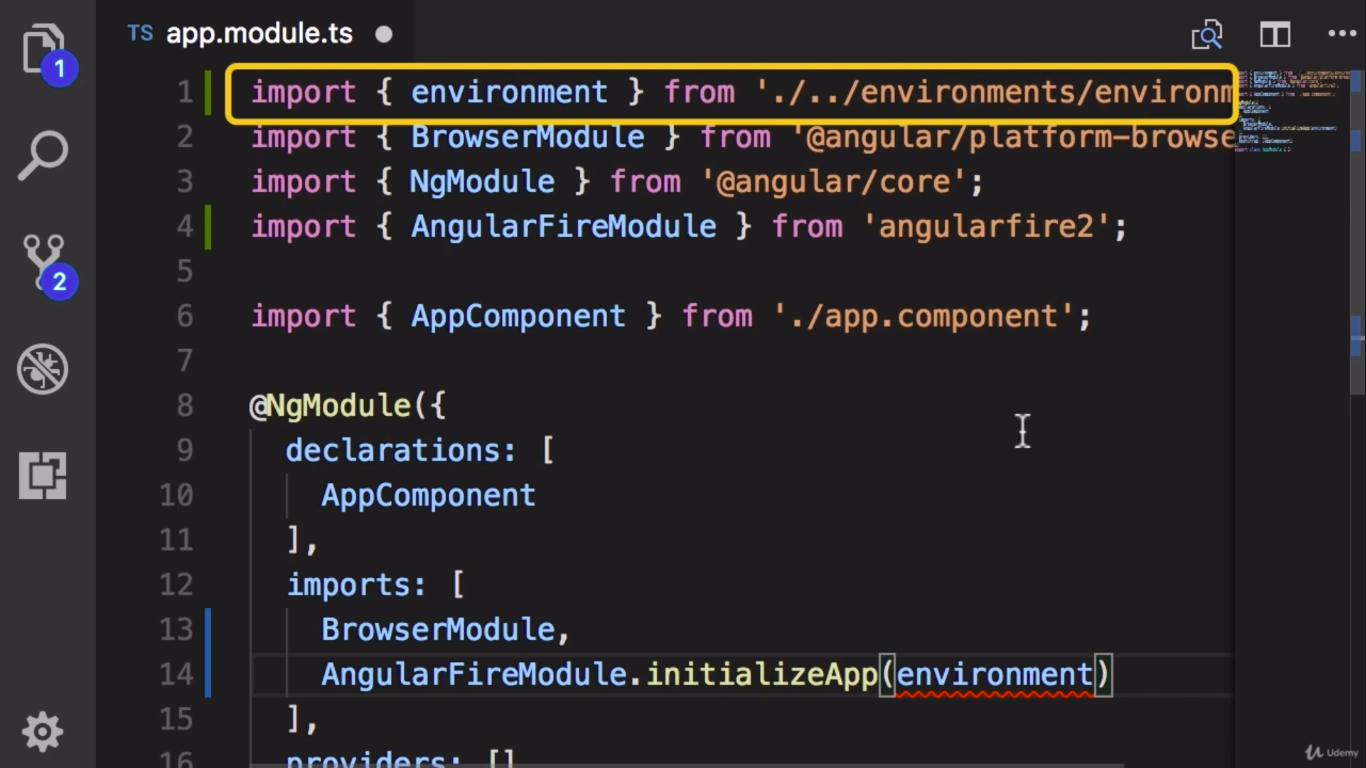 TS app.module.ts
1
1 import { environment } from './../environments/environm
2 import { BrowserModule } from '@angular/platform-browse
3 import { NgModule } from '@angular/core';
4 import { AngularFireModule } from 'angularfire2';
5
2
6 import { AppComponent } from './app.component';
7
8 @NgModule({
9 declarations: [
10 AppComponent
11 ],
12 imports: [
13 BrowserModule,
14 AngularFireModule.initializeApp(environment)
15 ],
16 providers: []
Udemy